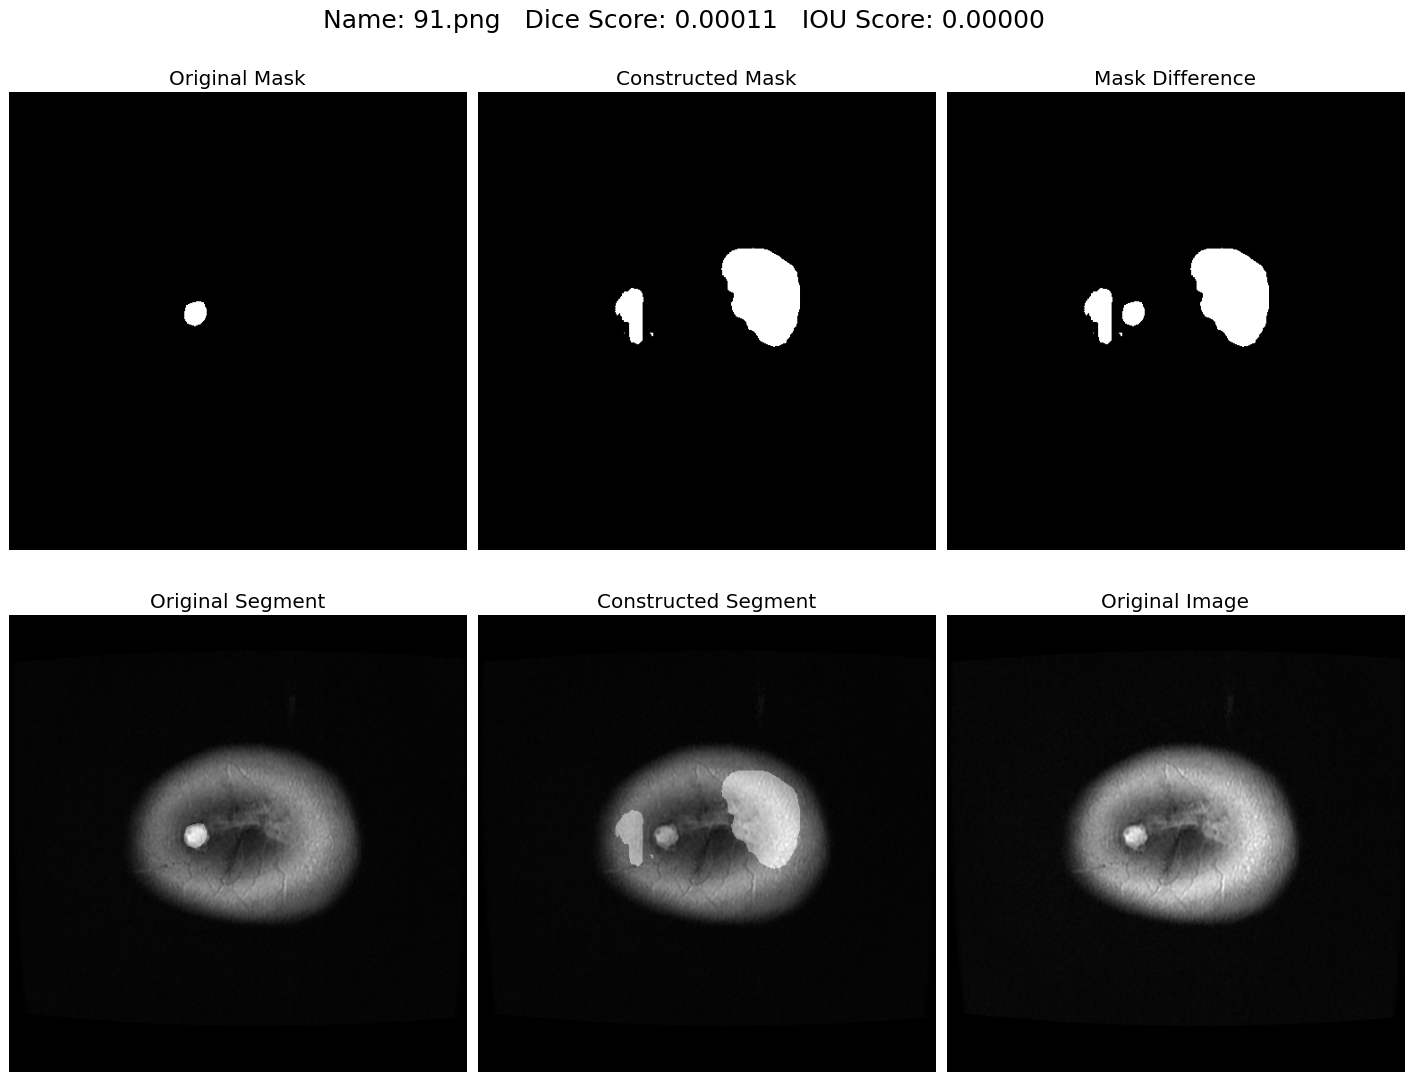 Name: 91.png   Dice Score: 0.00011   IOU Score: 0.00000
Original Mask
Constructed Mask
Mask Difference
Original Segment
Constructed Segment
Original Image